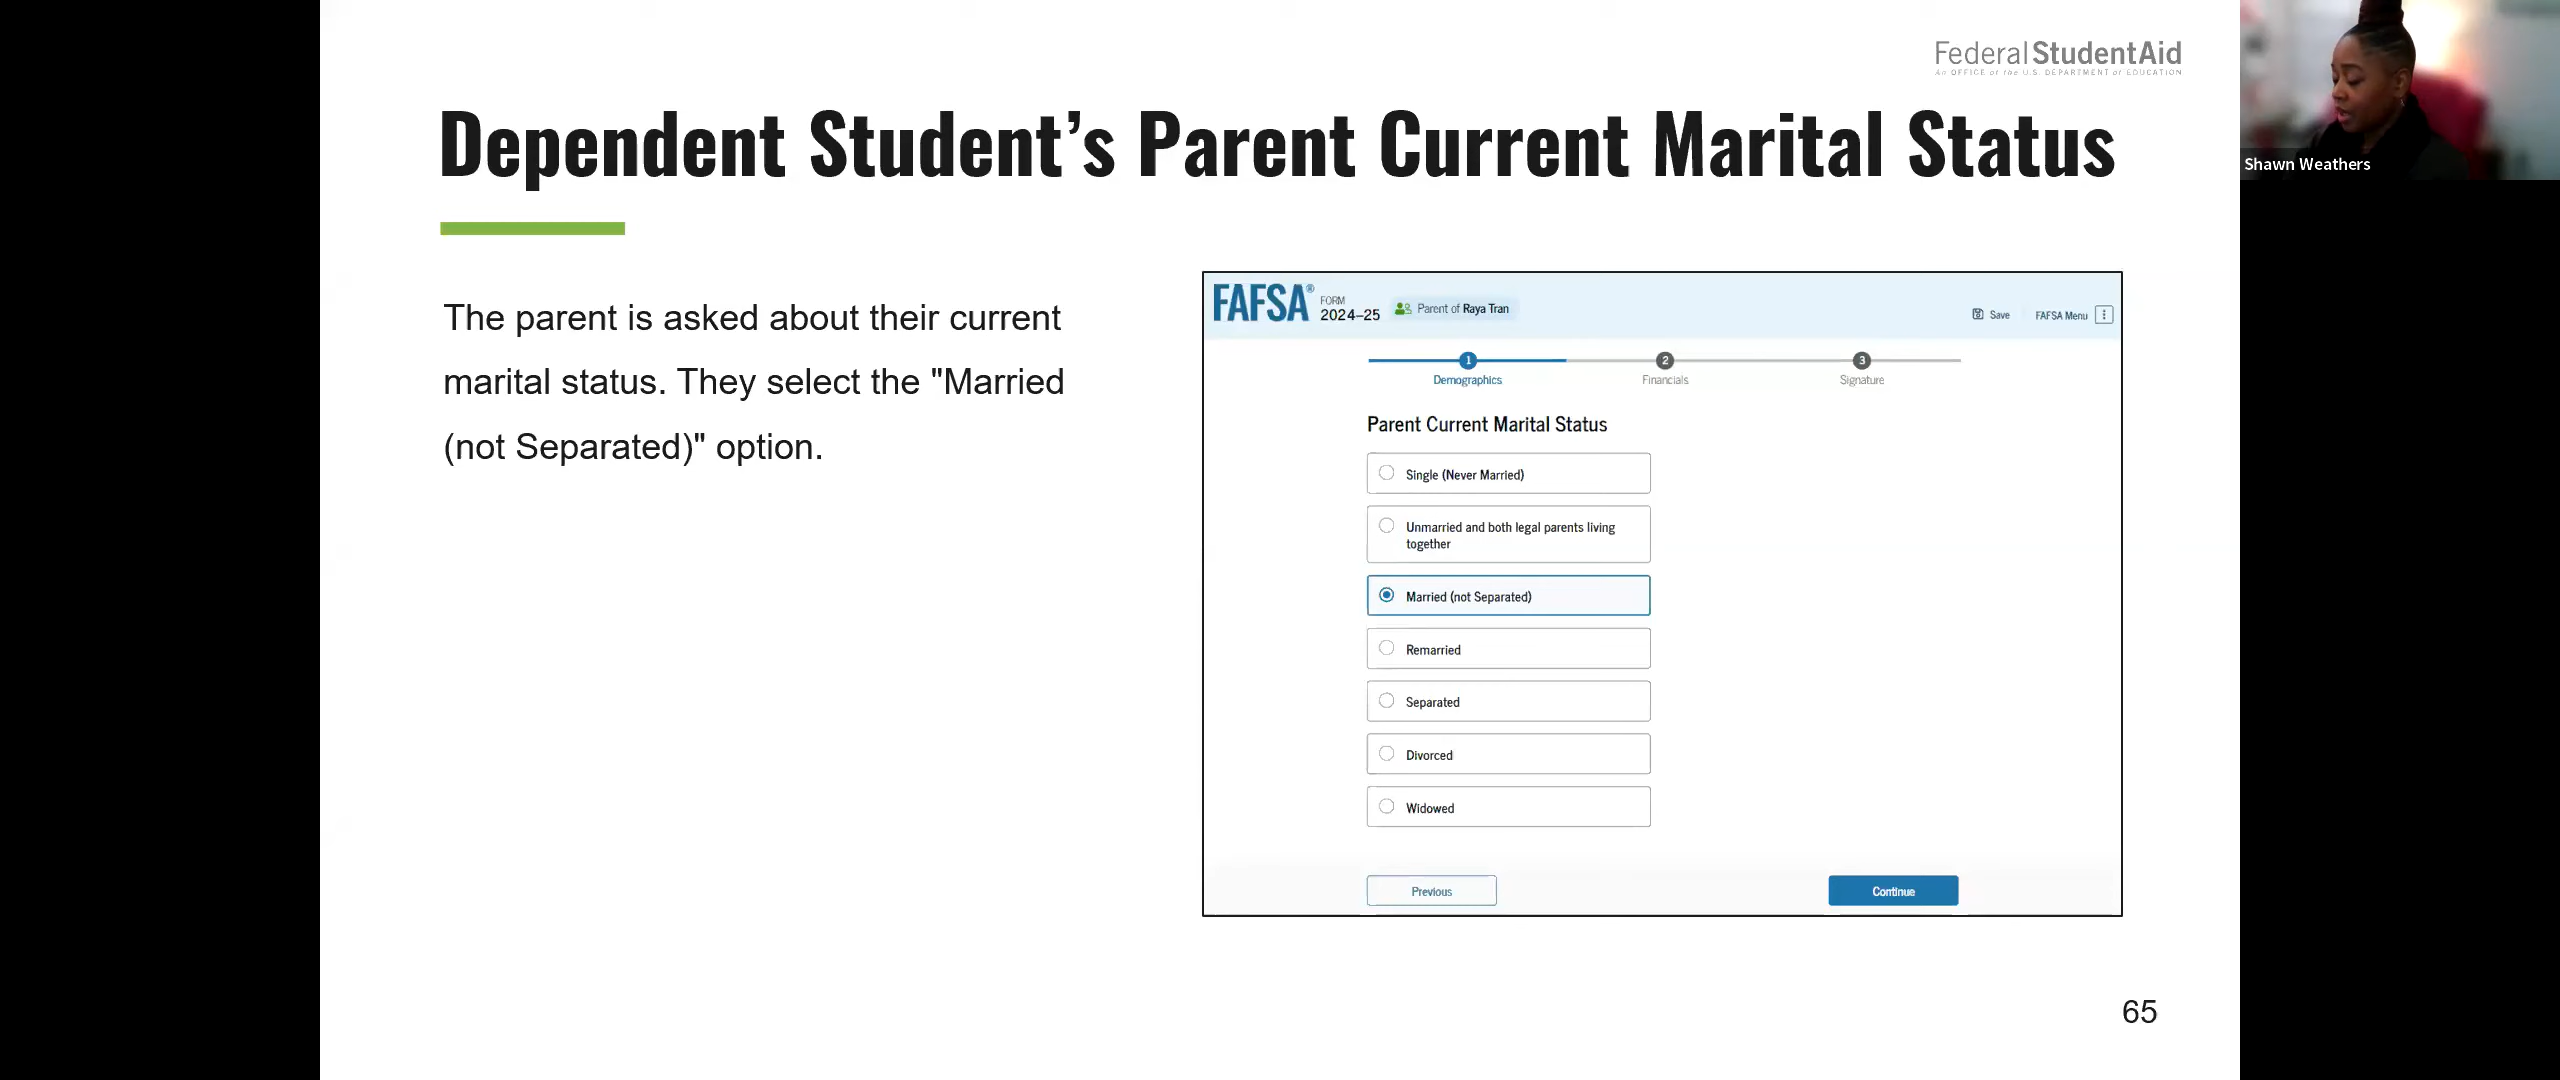 Federal StudentAid
An OFFICE of the U.S. DEPARTMENT of EDUCATION
Shawn Weathers
Dependent Student’s Parent Current Marital Status
The parent is asked about their current
marital status. They select the "Married
(not Separated)" option.
FAFSA® FORM 2024–25
Parent of Raya Tran
Save
FAFSA Menu
1 2 3
Demographics Financials Signature
Parent Current Marital Status
Single (Never Married)
Unmarried and both legal parents living
together
Married (not Separated)
Remarried
Separated
Divorced
Widowed
Previous
Continue
65